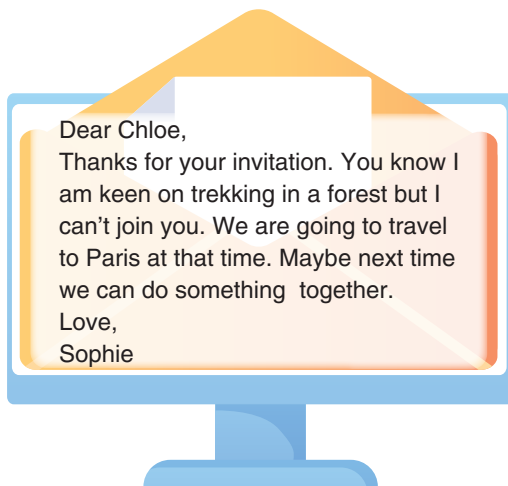 Dear Chloe,
Thanks for your invitation. You know I
am keen on trekking in a forest but I
can't join you. We are going to travel
to Paris at that time. Maybe next time
we can do something together.
Love,
Sophie